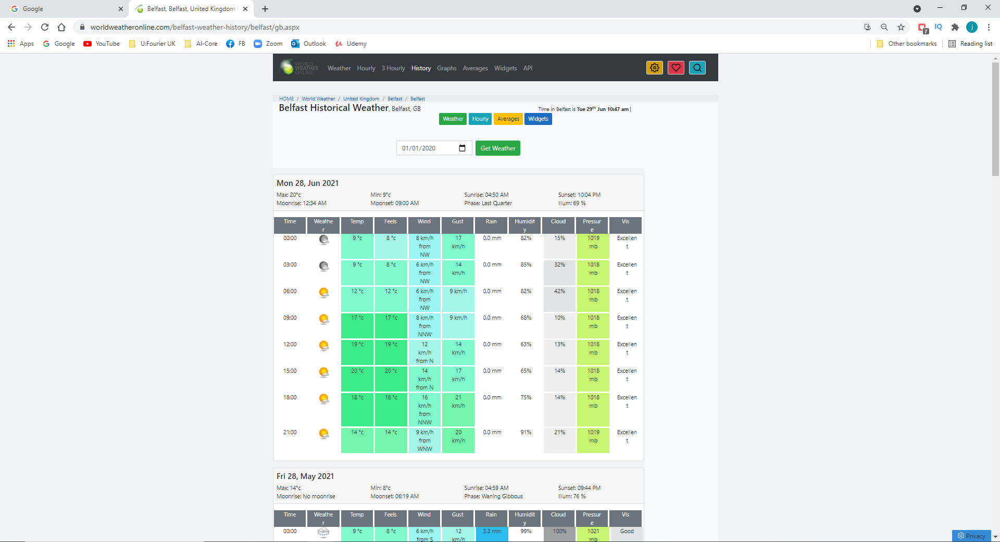 Google
Belfast, Belfast, United Kingdom
worldweatheronline.com/belfast-weather-history/belfast/gb.aspx
7
IQ
j
Apps Google YouTube U:Fourier UK AI-Core FB Zoom Outlook Udemy Other bookmarks Reading list
WORLD WEATHER ONLINE
Weather Hourly 3 Hourly History Graphs Averages Widgets API
HOME / World Weather / United Kingdom / Belfast / Belfast
Belfast Historical Weather, Belfast, GB
Time in Belfast is Tue 29th Jun 10:47 am |
Weather Hourly Averages Widgets
01/01/2020 Get Weather
Mon 28, Jun 2021
Max: 20°c Min: 9°c Sunrise: 04:50 AM Sunset: 10:04 PM
Moonrise: 12:34 AM Moonset: 09:00 AM Phase: Last Quarter Illum: 69 %
Time Weather Temp Feels Wind Gust Rain Humidity Cloud Pressure Vis
00:00 9 °c 8 °c 8 km/h from NW 17 km/h 0.0 mm 82% 15% 1019 mb Excellent
03:00 9 °c 8 °c 6 km/h from NW 14 km/h 0.0 mm 85% 32% 1018 mb Excellent
06:00 12 °c 12 °c 6 km/h from NW 9 km/h 0.0 mm 82% 42% 1018 mb Excellent
09:00 17 °c 17 °c 8 km/h from NNW 9 km/h 0.0 mm 68% 10% 1018 mb Excellent
12:00 19 °c 19 °c 12 km/h from N 14 km/h 0.0 mm 63% 13% 1018 mb Excellent
15:00 20 °c 20 °c 14 km/h from N 17 km/h 0.0 mm 65% 14% 1018 mb Excellent
18:00 18 °c 18 °c 16 km/h from NNW 21 km/h 0.0 mm 75% 14% 1018 mb Excellent
21:00 14 °c 14 °c 9 km/h from WNW 20 km/h 0.0 mm 91% 21% 1019 mb Excellent
Fri 28, May 2021
Max: 14°c Min: 8°c Sunrise: 04:59 AM Sunset: 09:44 PM
Moonrise: No moonrise Moonset: 06:19 AM Phase: Waning Gibbous Illum: 76 %
Time Weather Temp Feels Wind Gust Rain Humidity Cloud Pressure Vis
00:00 9 °c 8 °c 6 km/h from S 12 km/h 3.3 mm 99% 100% 1021 mb Good
Privacy